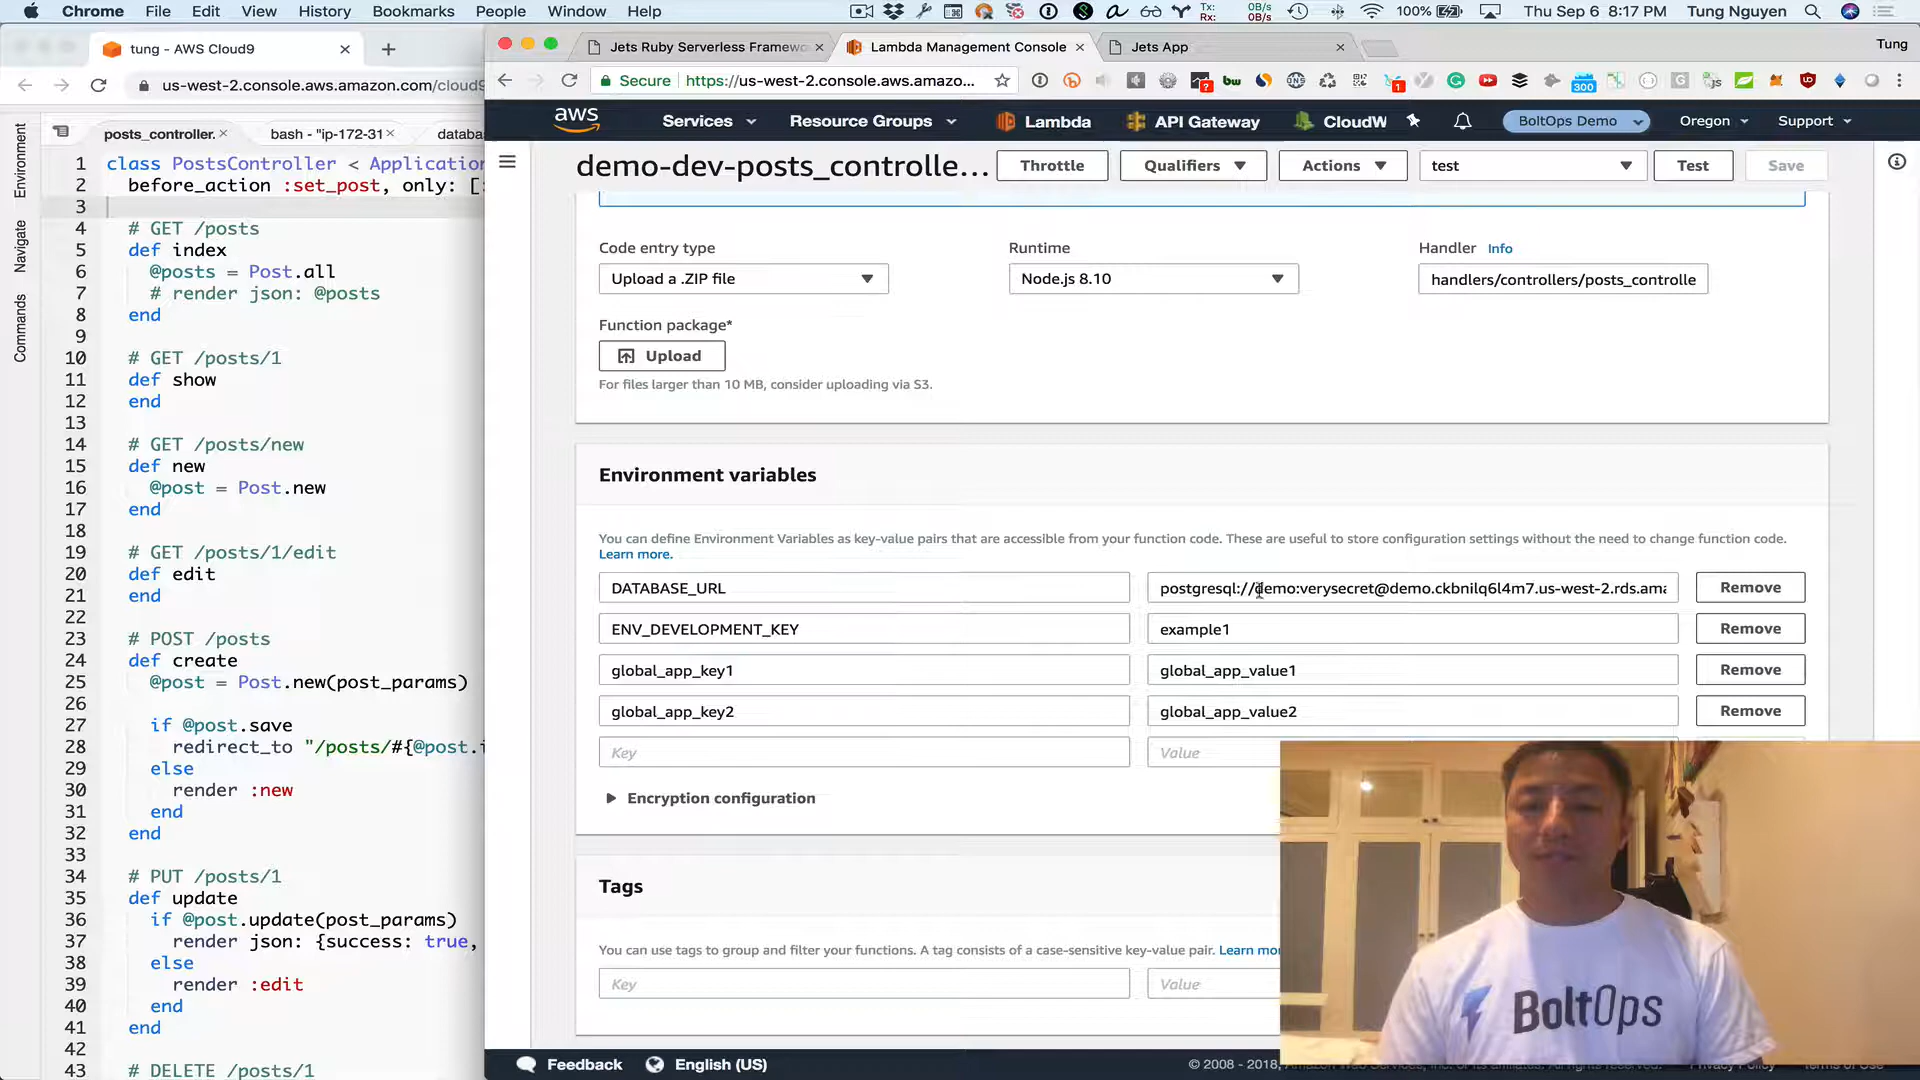 Chrome File Edit View History Bookmarks People Window Help Tx: Rx: 0B/s 0B/s 100% Thu Sep 6 8:17 PM Tung Nguyen
tung - AWS Cloud9
us-west-2.console.aws.amazon.com/cloud9
Environment
Navigate
Commands
posts_controller. bash - "ip-172-31 databa
1 class PostsController <
2 before_action :set_post, only: [
3
4 # GET /posts
5 def index
6 @posts = Post.all
7 # render json: @posts
8 end
9
10 # GET /posts/1
11 def show
12 end
13
14 # GET /posts/new
15 def new
16 @post = Post.new
17 end
18
19 # GET /posts/1/edit
20 def edit
21 end
22
23 # POST /posts
24 def create
25 @post = Post.new(post_params)
26
27 if @post.save
28 redirect_to "/posts/#{@post.i
29 else
30 render :new
31 end
32 end
33
34 # PUT /posts/1
35 def update
36 if @post.update(post_params)
37 render json: {success: true,
38 else
39 render :edit
40 end
41 end
42
43 # DELETE /posts/1
Jets Ruby Serverless Framewo Lambda Management Console Jets App Tung
Secure https://us-west-2.console.aws.amazo... bw 300
aws Services Resource Groups Lambda API Gateway CloudW BoltOps Demo Oregon Support
demo-dev-posts_controlle... Throttle Qualifiers Actions test Test Save
Code entry type Runtime Handler Info
Upload a .ZIP file Node.js 8.10 handlers/controllers/posts_controlle
Function package*
Upload
For files larger than 10 MB, consider uploading via S3.
Environment variables
You can define Environment Variables as key-value pairs that are accessible from your function code. These are useful to store configuration settings without the need to change function code.
Learn more.
DATABASE_URL postgresql://demo:verysecret@demo.ckbnilq6l4m7.us-west-2.rds.ama Remove
ENV_DEVELOPMENT_KEY example1 Remove
global_app_key1 global_app_value1 Remove
global_app_key2 global_app_value2 Remove
Key Value
Encryption configuration
Tags
You can use tags to group and filter your functions. A tag consists of a case-sensitive key-value pair. Learn mor
Key Value
BoltOps
Feedback English (US) © 2008 - 2018,